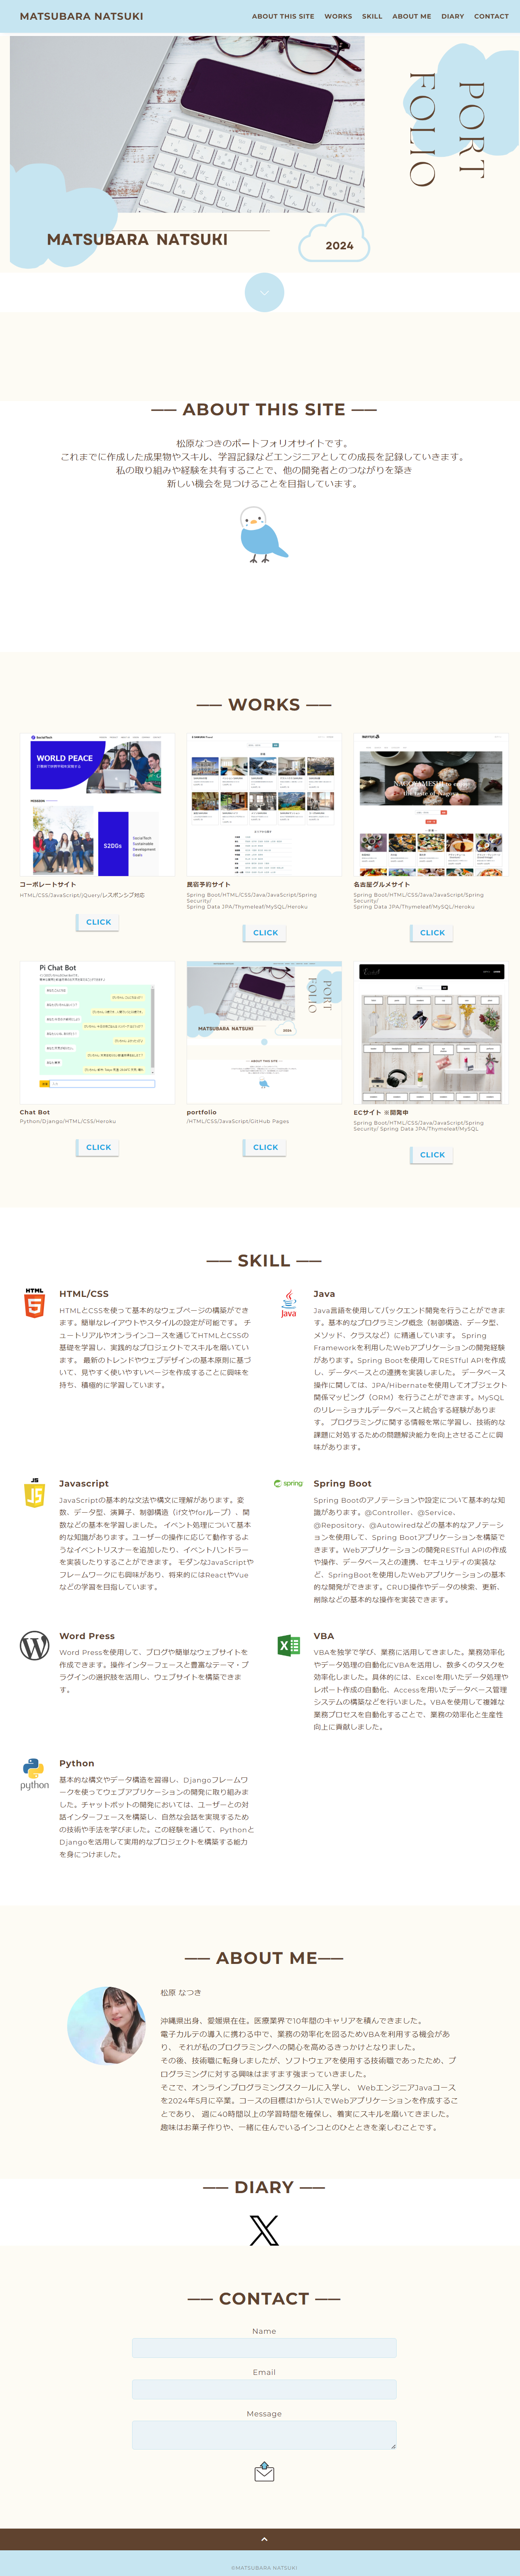 MATSUBARA NATSUKI
ABOUT THIS SITE
WORKS
SKILL
ABOUT ME
DIARY
CONTACT
PORT
FOLIO
MATSUBARA NATSUKI
2024
ABOUT THIS SITE
松原なつきのポートフォリオサイトです。
これまでに作成した成果物やスキル、学習記録などエンジニアとしての成長を記録していきます。
私の取り組みや経験を共有することで、他の開発者とのつながりを築き
新しい機会を見つけることを目指しています。
WORKS
SocialTech
WORLD PEACE
MISSION
S2DGs
SocialTech
Sustainable
Development
Goals
コーポレートサイト
HTML/CSS/JavaScript/jQuery/レスポンシブ対応
CLICK
民宿予約サイト
Spring Boot/HTML/CSS/Java/JavaScript/Spring
Security/
Spring Data JPA/Thymeleaf/MySQL/Heroku
CLICK
NAGOYAMESHI to enjoy
the taste of Nagoya
名古屋グルメサイト
Spring Boot/HTML/CSS/Java/JavaScript/Spring
Security/
Spring Data JPA/Thymeleaf/MySQL/Heroku
CLICK
Pi Chat Bot
Chat Bot
Python/Django/HTML/CSS/Heroku
CLICK
PORT
FOLIO
MATSUBARA NATSUKI
2024
ABOUT THIS SITE
portfolio
/HTML/CSS/JavaScript/GitHub Pages
CLICK
ECサイト ※開発中
Spring Boot/HTML/CSS/Java/JavaScript/Spring
Security/ Spring Data JPA/Thymeleaf/MySQL
CLICK
SKILL
HTML
5
HTML/CSS
HTMLとCSSを使って基本的なウェブページの構築ができ
ます。簡単なレイアウトやスタイルの設定が可能です。 チ
ュートリアルやオンラインコースを通じてHTMLとCSSの
基礎を学習し、実践的なプロジェクトでスキルを磨いてい
ます。 最新のトレンドやウェブデザインの基本原則に基づ
いて、見やすく使いやすいページを作成することに興味を
持ち、積極的に学習しています。
Java
Java
Java言語を使用してバックエンド開発を行うことができま
す。基本的なプログラミング概念（制御構造、データ型、
メソッド、クラスなど）に精通しています。 Spring
Frameworkを利用したWebアプリケーションの開発経験
があります。Spring Bootを使用してRESTful APIを作成
し、データベースとの連携を実装しました。 データベース
操作に関しては、JPA/Hibernateを使用してオブジェクト
関係マッピング（ORM）を行うことができます。MySQL
のリレーショナルデータベースと統合する経験がありま
す。 プログラミングに関する情報を常に学習し、技術的な
課題に対処するための問題解決能力を向上させることに興
味があります。
JS
JS
Javascript
JavaScriptの基本的な文法や構文に理解があります。変
数、データ型、演算子、制御構造（if文やforループ）、関
数などの基本を学習しました。 イベント処理について基本
的な知識があります。ユーザーの操作に応じて動作するよ
うなイベントリスナーを追加したり、イベントハンドラー
を実装したりすることができます。 モダンなJavaScriptや
フレームワークにも興味があり、将来的にはReactやVue
などの学習を目指しています。
spring
Spring Boot
Spring Bootのアノテーションや設定について基本的な知
識があります。@Controller、@Service、
@Repository、@Autowiredなどの基本的なアノテーシ
ョンを使用して、Spring Bootアプリケーションを構築で
きます。Webアプリケーションの開発RESTful APIの作成
や操作、データベースとの連携、セキュリティの実装な
ど、SpringBootを使用したWebアプリケーションの基本
的な開発ができます。CRUD操作やデータの検索、更新、
削除などの基本的な操作を実装できます。
Word Press
Word Pressを使用して、ブログや簡単なウェブサイトを
作成できます。操作インターフェースと豊富なテーマ・プ
ラグインの選択肢を活用し、ウェブサイトを構築できま
す。
VBA
VBAを独学で学び、業務に活用してきました。業務効率化
やデータ処理の自動化にVBAを活用し、数多くのタスクを
効率化しました。具体的には、Excelを用いたデータ処理や
レポート作成の自動化、Accessを用いたデータベース管理
システムの構築などを行いました。VBAを使用して複雑な
業務プロセスを自動化することで、業務の効率化と生産性
向上に貢献しました。
python
Python
基本的な構文やデータ構造を習得し、Djangoフレームワ
ークを使ってウェブアプリケーションの開発に取り組みま
した。チャットボットの開発においては、ユーザーとの対
話インターフェースを構築し、自然な会話を実現するため
の技術や手法を学びました。この経験を通じて、Pythonと
Djangoを活用して実用的なプロジェクトを構築する能力
を身につけました。
ABOUT ME
松原 なつき
沖縄県出身、愛媛県在住。医療業界で10年間のキャリアを積んできました。
電子カルテの導入に携わる中で、業務の効率化を図るためVBAを利用する機会があ
り、 それが私のプログラミングへの関心を高めるきっかけとなりました。
その後、技術職に転身しましたが、ソフトウェアを使用する技術職であったため、プ
ログラミングに対する興味はますます強まっていきました。
そこで、オンラインプログラミングスクールに入学し、 WebエンジニアJavaコース
を2024年5月に卒業。コースの目標は1から1人でWebアプリケーションを作成するこ
とであり、 週に40時間以上の学習時間を確保し、着実にスキルを磨いてきました。
趣味はお菓子作りや、一緒に住んでいるインコとのひとときを楽しむことです。
DIARY
CONTACT
Name
Email
Message
©MATSUBARA NATSUKI